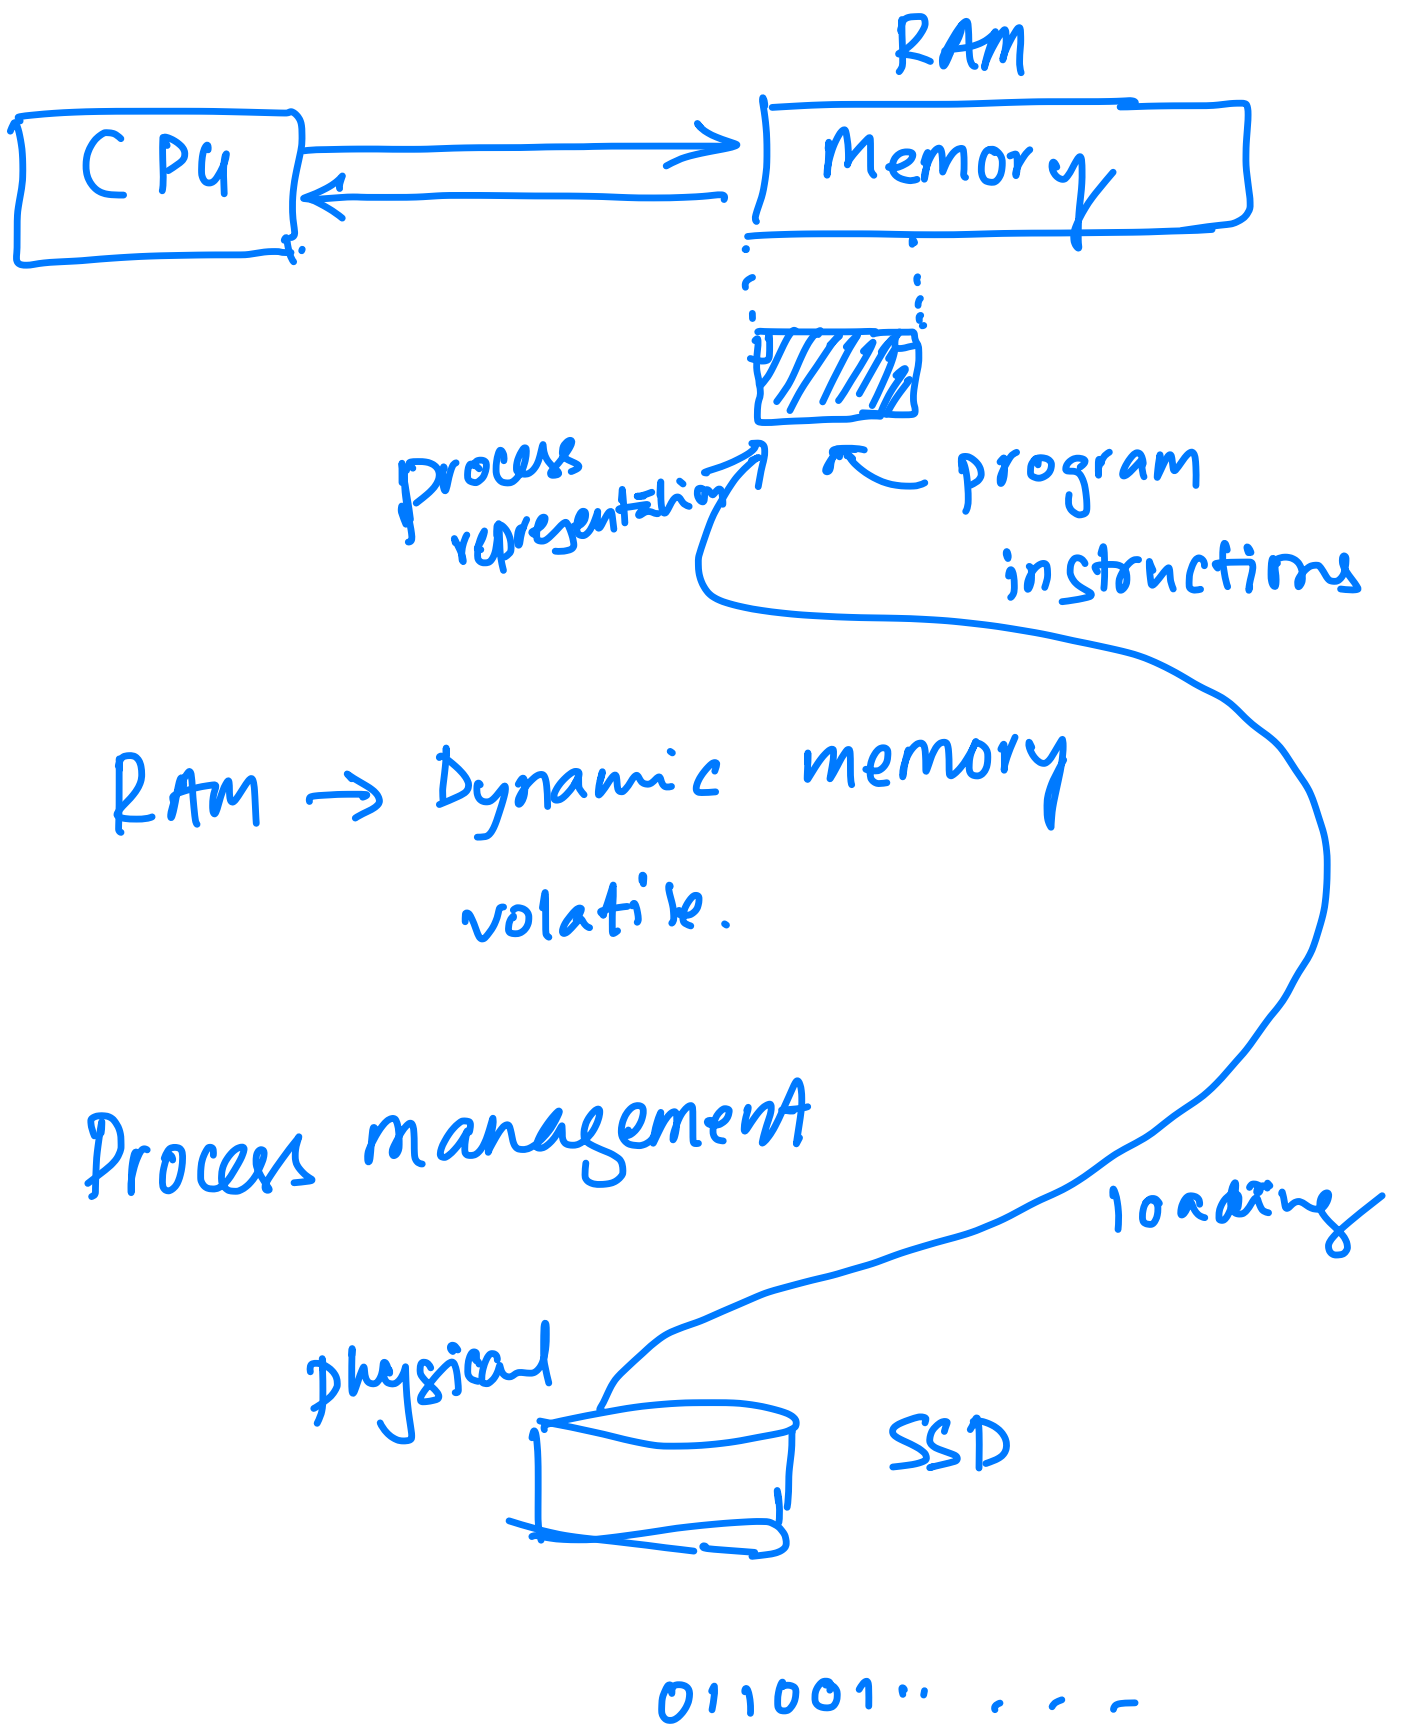 RAM
CPU
Memory
process
representation
program
instructions
RAM → Dynamic memory
volatile.
Process management
loading
physical
SSD
011001.. . . . -